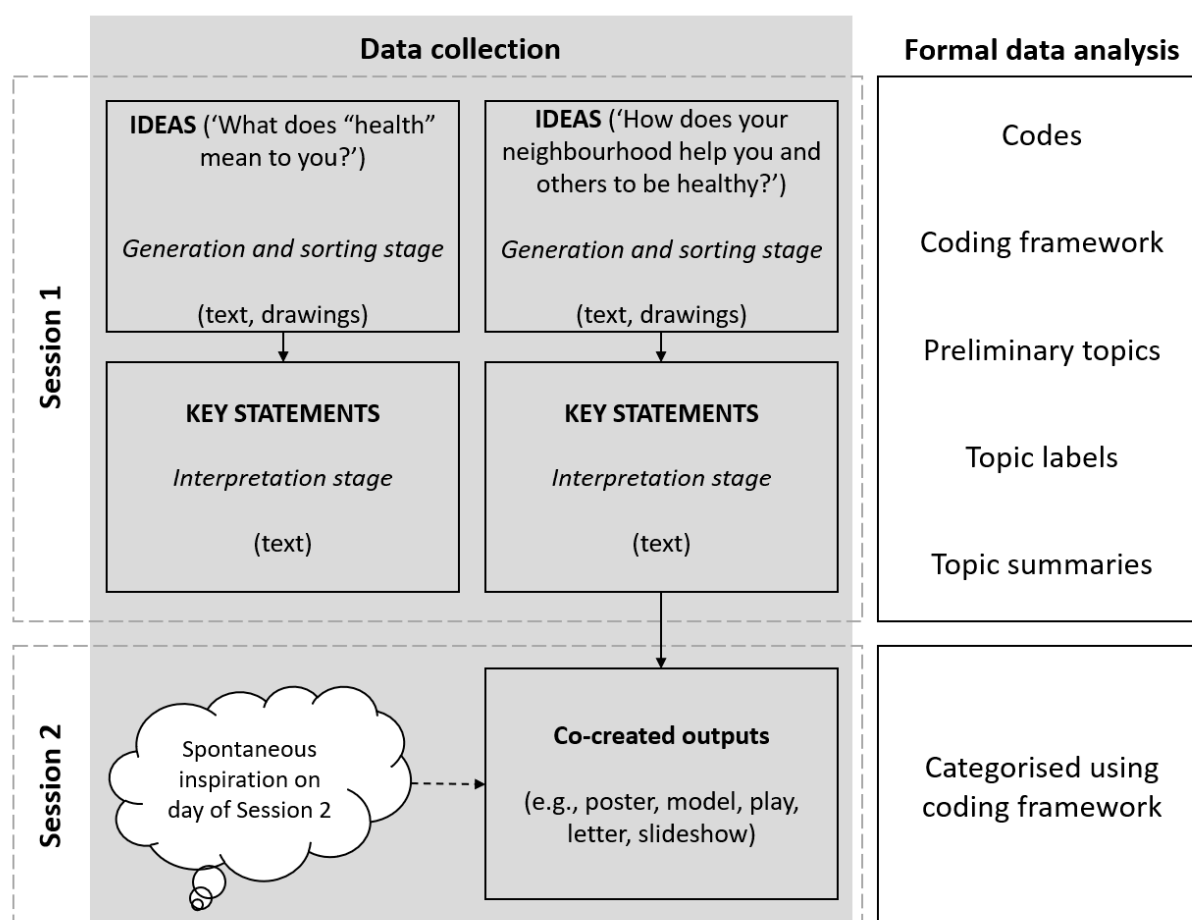 Data collection
Formal data analysis
Session 1
IDEAS (‘What does “health”
mean to you?’)
Generation and sorting stage
(text, drawings)
IDEAS (‘How does your
neighbourhood help you and
others to be healthy?’)
Generation and sorting stage
(text, drawings)
KEY STATEMENTS
Interpretation stage
(text)
KEY STATEMENTS
Interpretation stage
(text)
Codes
Coding framework
Preliminary topics
Topic labels
Topic summaries
Session 2
Spontaneous
inspiration on
day of Session 2
Co-created outputs
(e.g., poster, model, play,
letter, slideshow)
Categorised using
coding framework